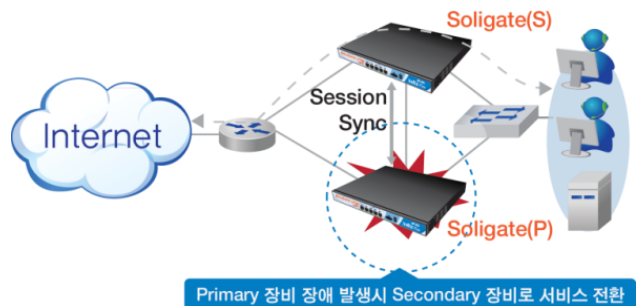 Soligate(S)
Session
Sync
Internet
Soligate(P)
Primary 장비 장애 발생시 Secondary 장비로 서비스 전환